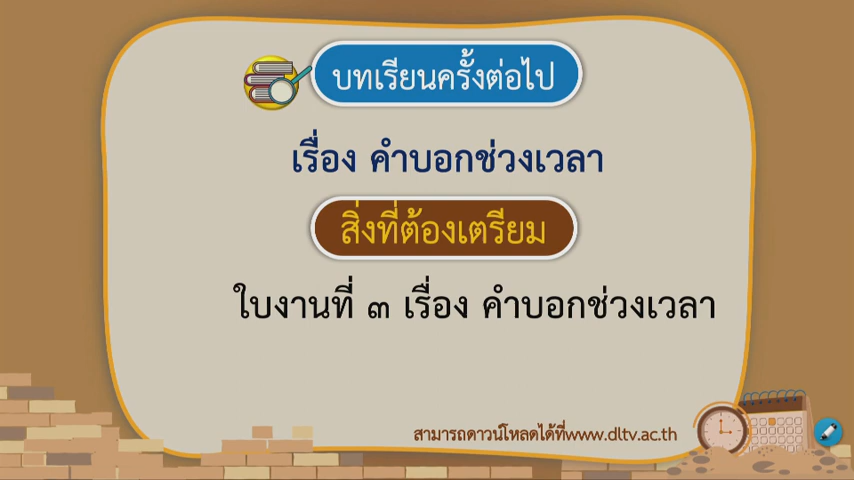 บทเรียนครั้งต่อไป
เรื่อง คำบอกช่วงเวลา
สิ่งที่ต้องเตรียม
ใบงานที่ ๓ เรื่อง คำบอกช่วงเวลา
สามารถดาวน์โหลดได้ที่www.dltv.ac.th